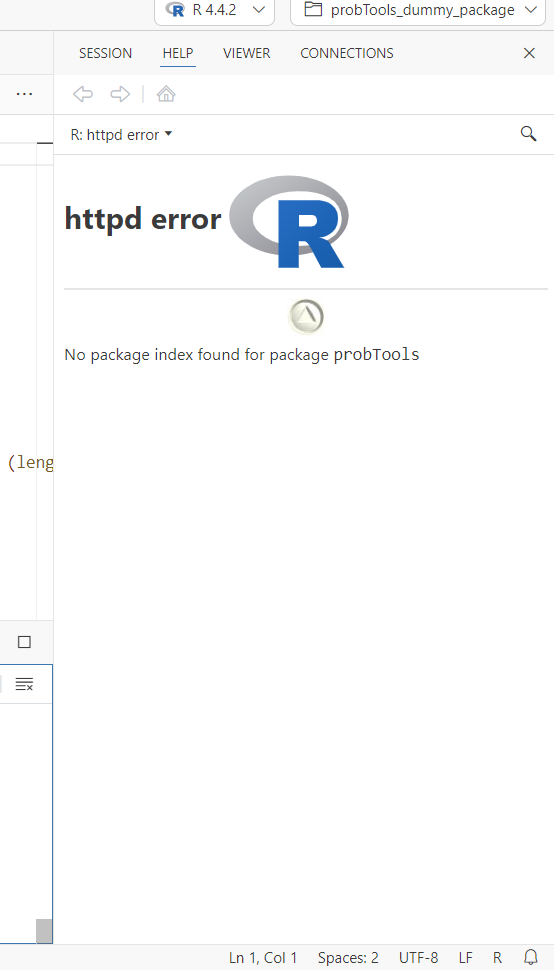 R 4.4.2
probTools_dummy_package
SESSION HELP VIEWER CONNECTIONS
R: httpd error
httpd error R
No package index found for package probTools
(leng
Ln 1, Col 1 Spaces: 2 UTF-8 LF R